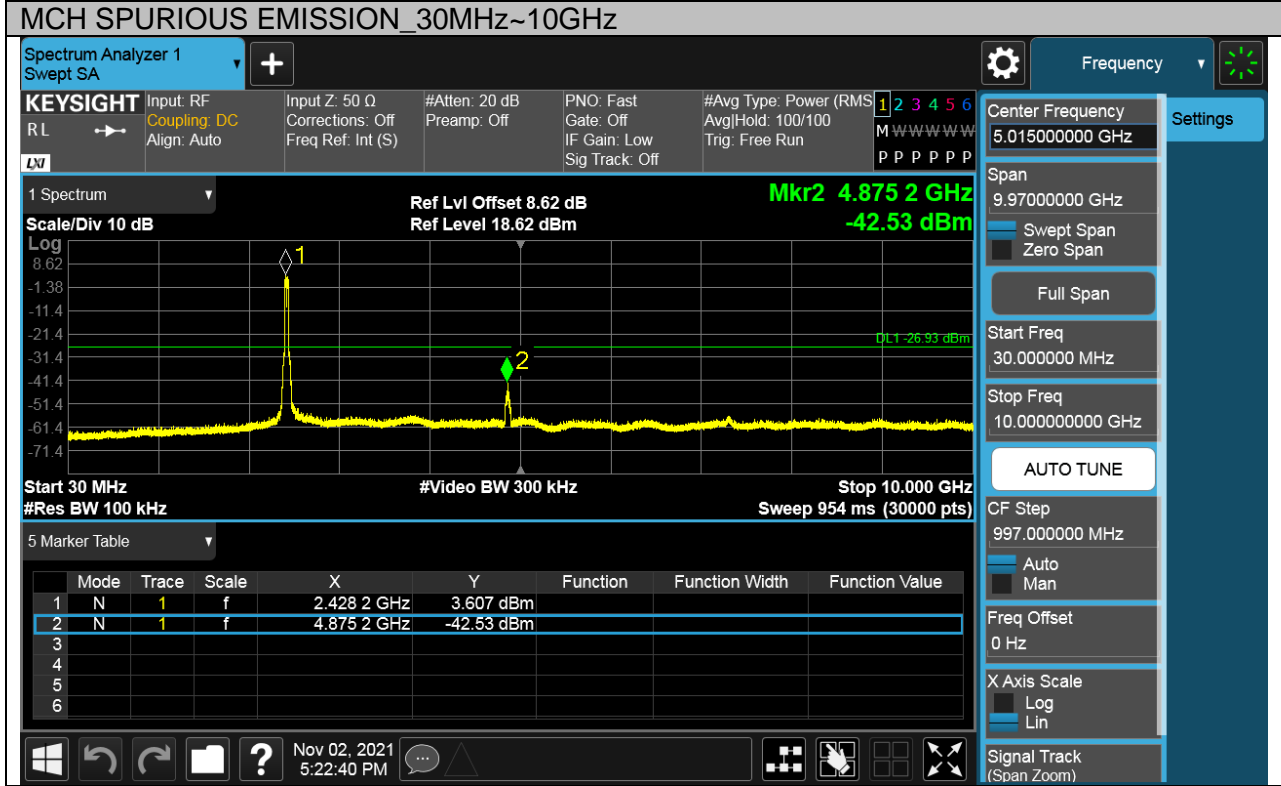 MCH SPURIOUS EMISSION_30MHz~10GHz
Spectrum Analyzer 1
Swept SA
Frequency
KEYSIGHT
RL
LXI
Input: RF
Coupling: DC
Align: Auto
Input Z: 50 Ω
Corrections: Off
Freq Ref: Int (S)
#Atten: 20 dB
Preamp: Off
PNO: Fast
Gate: Off
IF Gain: Low
Sig Track: Off
#Avg Type: Power (RMS
Avg|Hold: 100/100
Trig: Free Run
1 2 3 4 5 6
M W W W W W
P P P P P P
1 Spectrum
Scale/Div 10 dB
Ref Lvl Offset 8.62 dB
Ref Level 18.62 dBm
Mkr2 4.875 2 GHz
-42.53 dBm
Log
8.62
-1.38
-11.4
-21.4
-31.4
-41.4
-51.4
-61.4
-71.4
1
2
DL1 -26.93 dBm
Start 30 MHz
#Video BW 300 kHz
Stop 10.000 GHz
#Res BW 100 kHz
Sweep 954 ms (30000 pts)
5 Marker Table
Mode Trace Scale X Y Function Function Width Function Value
1 N 1 f 2.428 2 GHz 3.607 dBm
2 N 1 f 4.875 2 GHz -42.53 dBm
3
4
5
6
Nov 02, 2021
5:22:40 PM
Center Frequency
5.015000000 GHz
Settings
Span
9.97000000 GHz
Swept Span
Zero Span
Full Span
Start Freq
30.000000 MHz
Stop Freq
10.000000000 GHz
AUTO TUNE
CF Step
997.000000 MHz
Auto
Man
Freq Offset
0 Hz
X Axis Scale
Log
Lin
Signal Track
(Span Zoom)